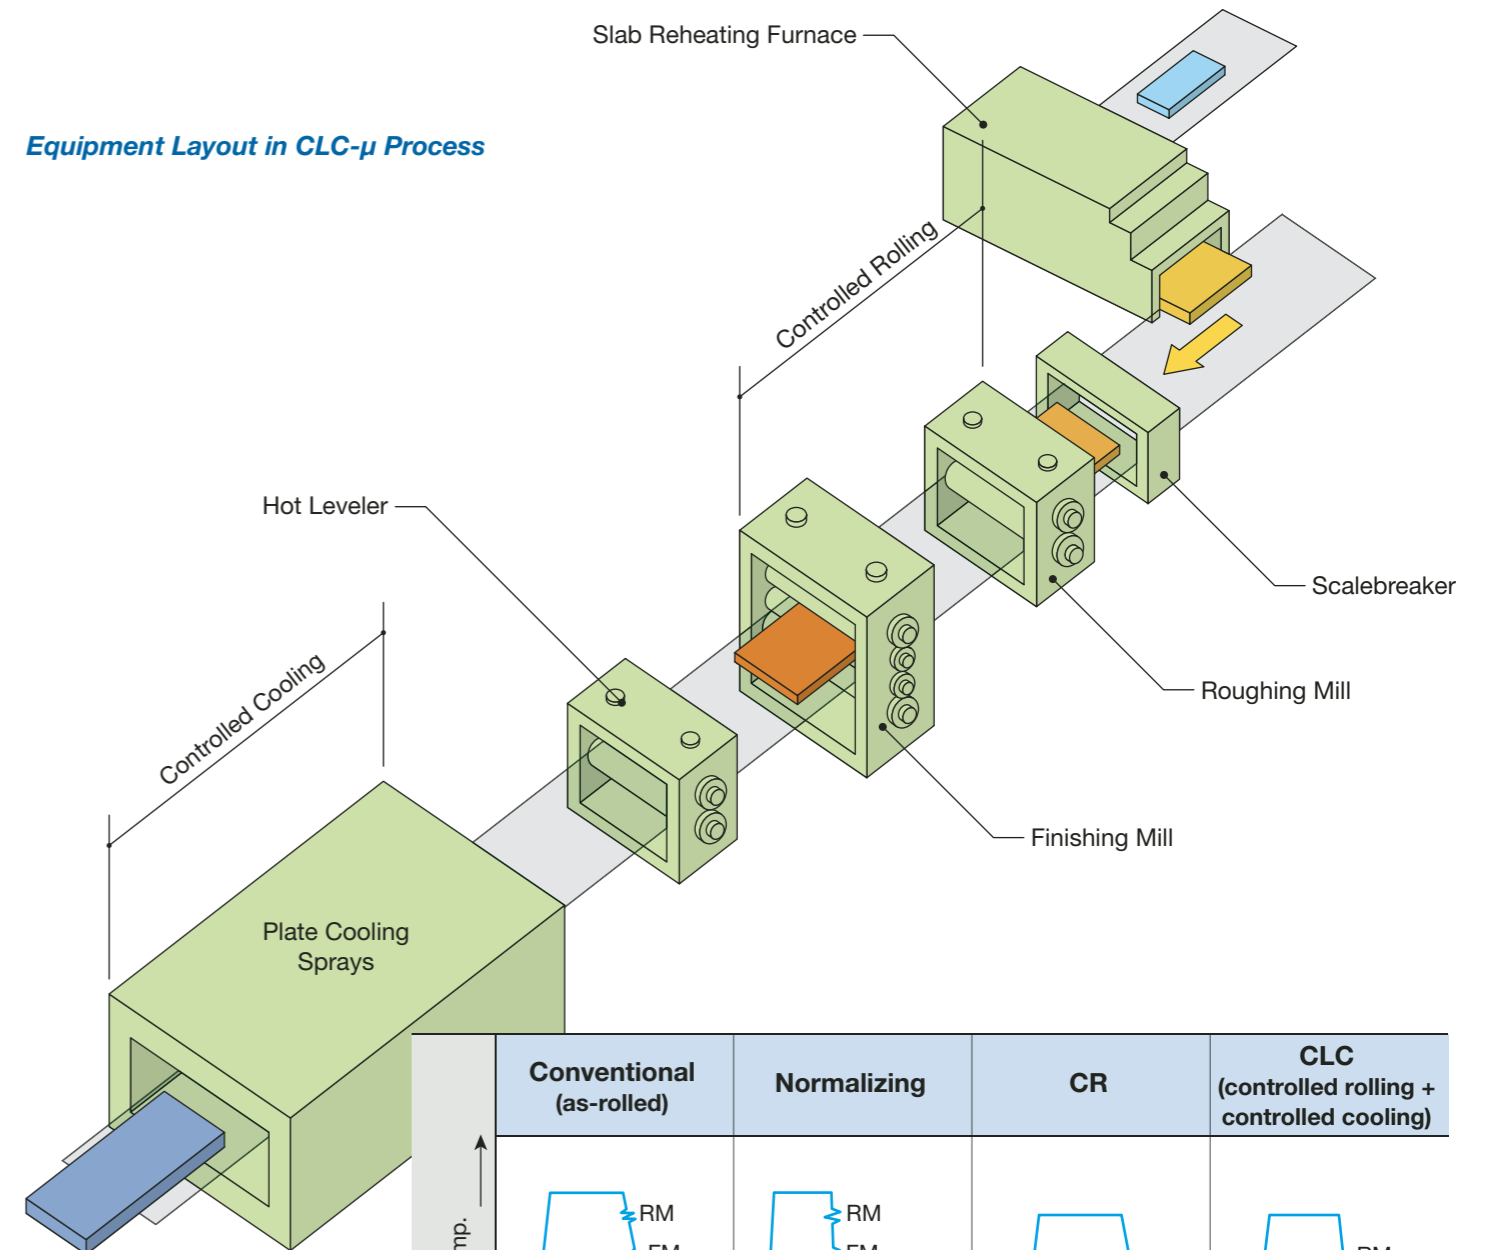 Slab Reheating Furnace
Equipment Layout in CLC-µ Process
Controlled Rolling
Hot Leveler
Scalebreaker
Controlled Cooling
Roughing Mill
Finishing Mill
Plate Cooling
Sprays
Conventional
(as-rolled)
Normalizing
CR
CLC
(controlled rolling +
controlled cooling)
RM
RM